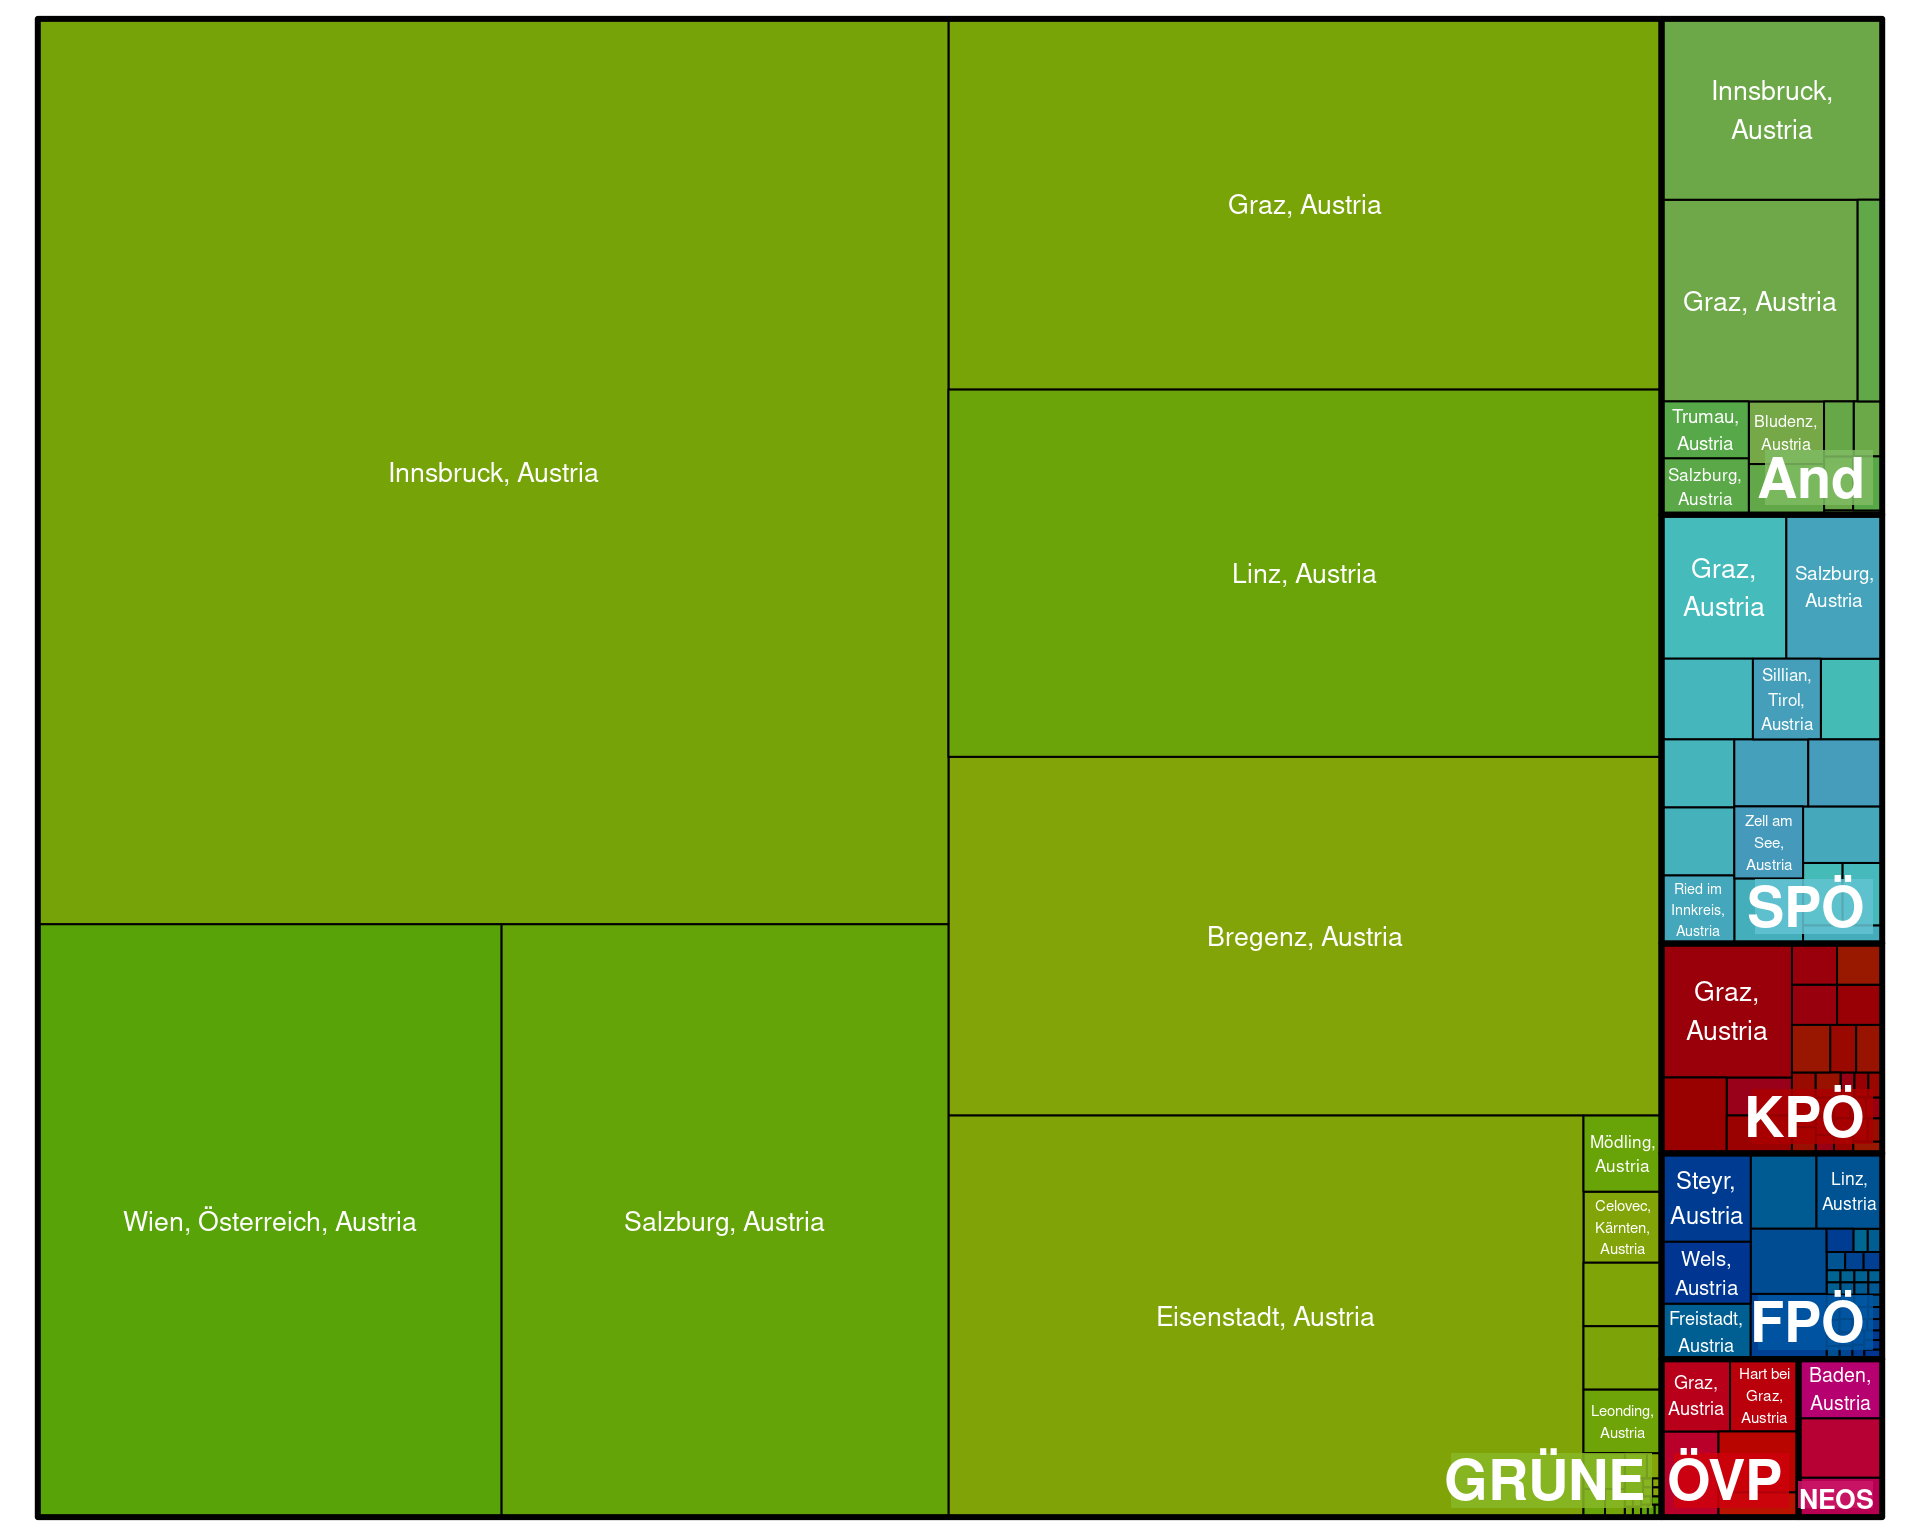 Innsbruck, Austria
Wien, Österreich, Austria
Salzburg, Austria
Graz, Austria
Linz, Austria
Bregenz, Austria
Eisenstadt, Austria
Mödling,
Austria
Celovec,
Kärnten,
Austria
Leonding,
Austria
GRÜNE
Innsbruck,
Austria
Graz, Austria
Trumau,
Austria
Bludenz,
Austria
Salzburg,
Austria
And
Graz,
Austria
Salzburg,
Austria
Sillian,
Tirol,
Austria
Zell am
See,
Austria
Ried im
Innkreis,
Austria
SPÖ
Graz,
Austria
KPÖ
Steyr,
Austria
Linz,
Austria
Wels,
Austria
Freistadt,
Austria
FPÖ
Graz,
Austria
Hart bei
Graz,
Austria
ÖVP
Baden,
Austria
NEOS